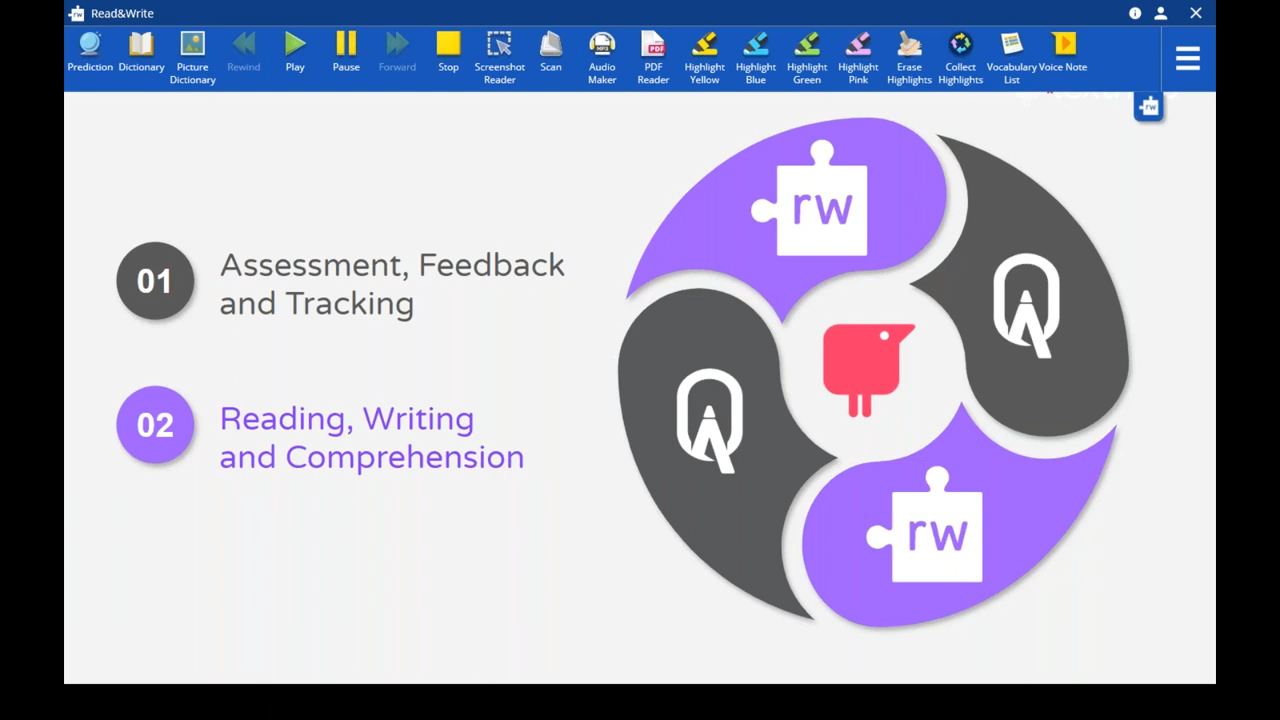 Read&Write
Prediction
Dictionary
Picture
Dictionary
Rewind
Play
Pause
Forward
Stop
Screenshot
Reader
Scan
Audio
Maker
PDF
Reader
Highlight
Yellow
Highlight
Blue
Highlight
Green
Highlight
Pink
Erase
Highlights
Collect
Highlights
Vocabulary
List
Voice Note
rw
01
Assessment, Feedback
and Tracking
02
Reading, Writing
and Comprehension
rw
rw